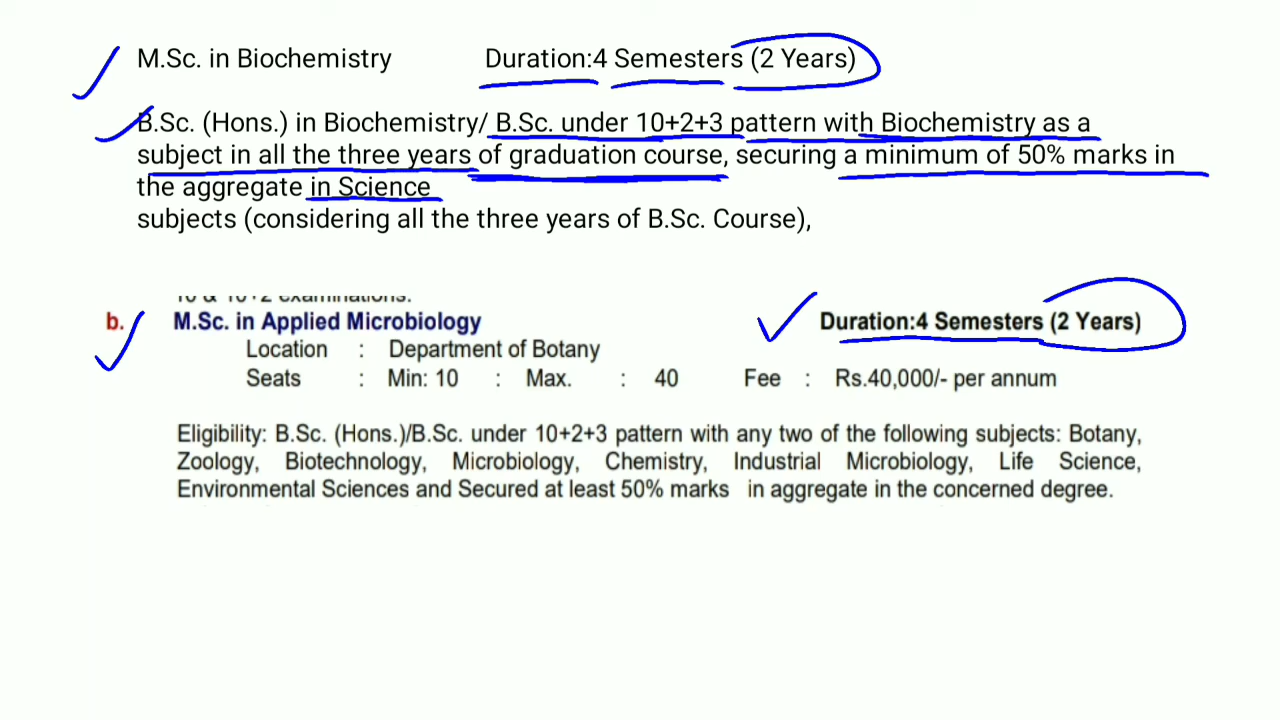 M.Sc. in Biochemistry Duration:4 Semesters (2 Years)
B.Sc. (Hons.) in Biochemistry/ B.Sc. under 10+2+3 pattern with Biochemistry as a
subject in all the three years of graduation course, securing a minimum of 50% marks in
the aggregate in Science
subjects (considering all the three years of B.Sc. Course),
10 & 10+2 examinations.
b. M.Sc. in Applied Microbiology Duration:4 Semesters (2 Years)
Location : Department of Botany
Seats : Min: 10 : Max. : 40 Fee : Rs.40,000/- per annum
Eligibility: B.Sc. (Hons.)/B.Sc. under 10+2+3 pattern with any two of the following subjects: Botany,
Zoology, Biotechnology, Microbiology, Chemistry, Industrial Microbiology, Life Science,
Environmental Sciences and Secured at least 50% marks in aggregate in the concerned degree.